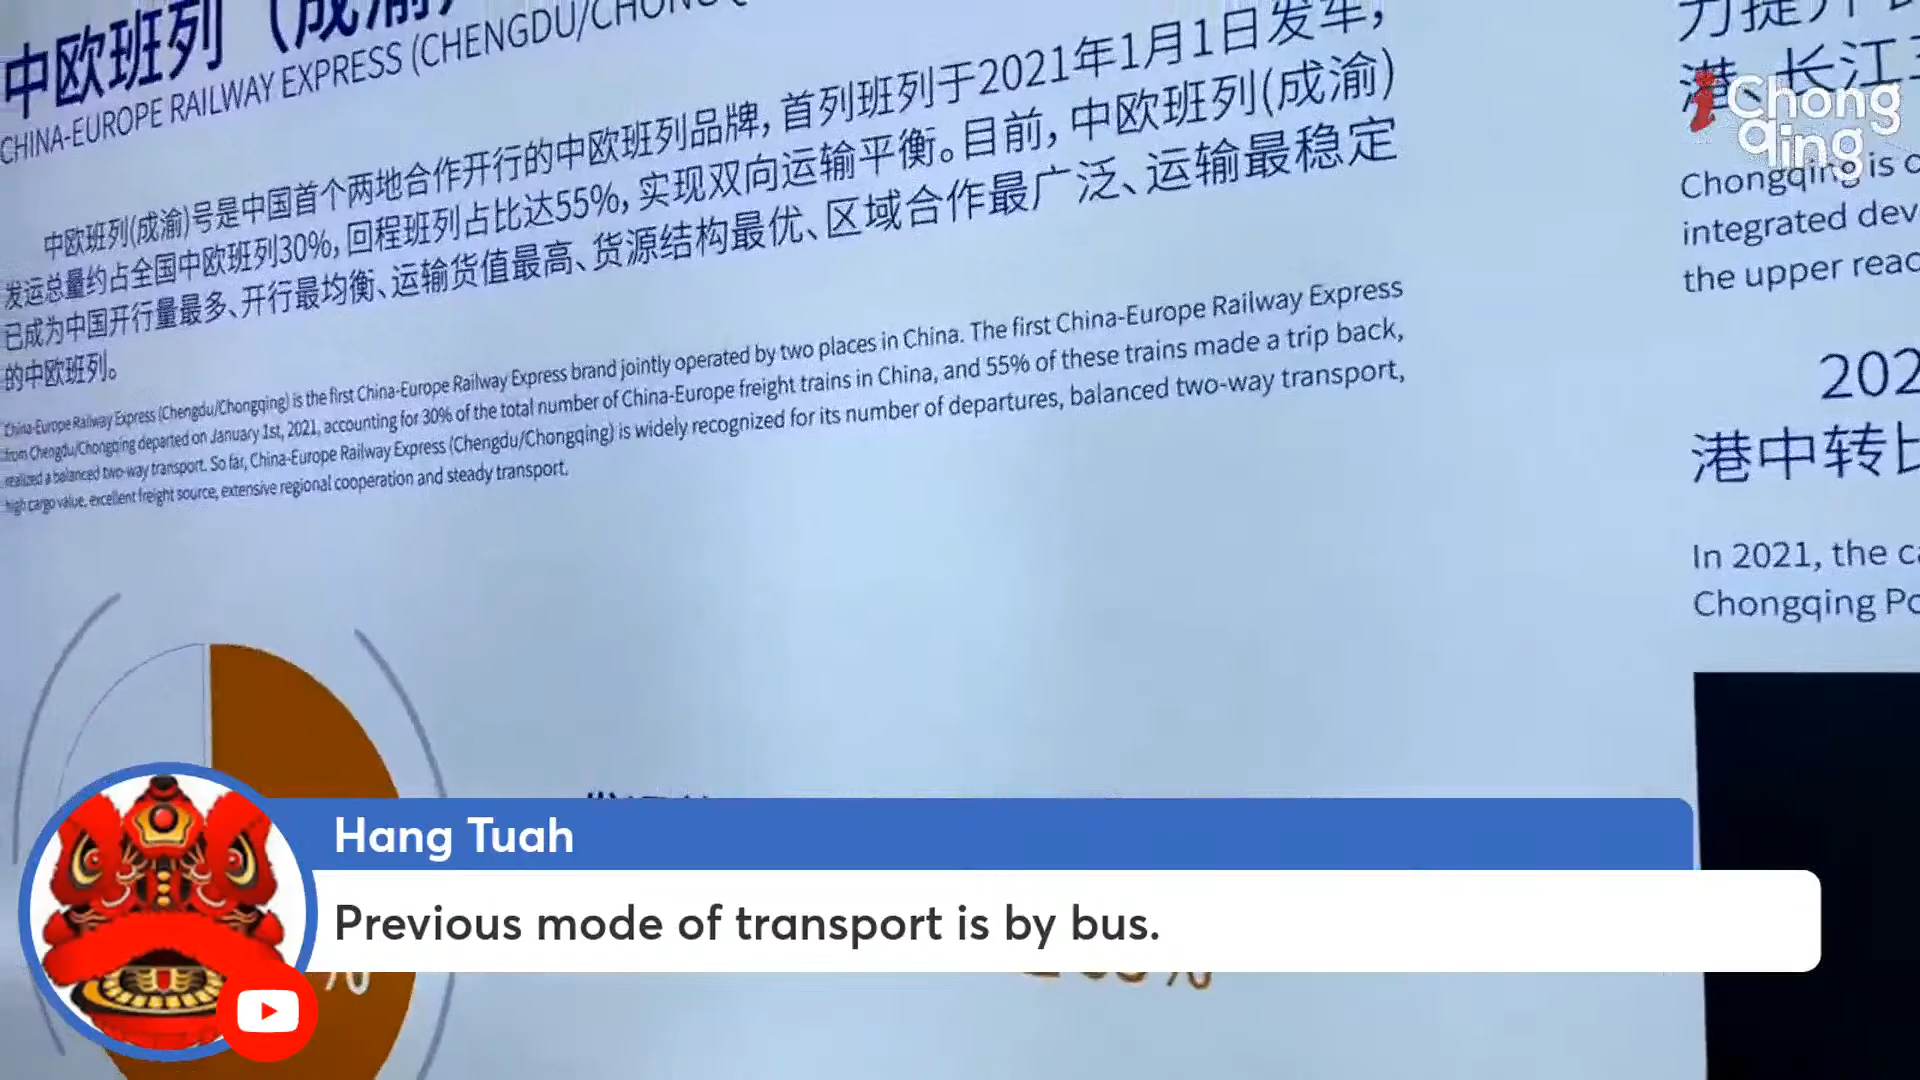 中欧班列（成渝
CHINA-EUROPE RAILWAY EXPRESS (CHENGDU/CHONGQ
中欧班列(成渝)号是中国首个两地合作开行的中欧班列品牌，首列班列于2021年1月1日发车，
发运总量约占全国中欧班列30%，回程班列占比达55%，实现双向运输平衡。目前，中欧班列(成渝)
已成为中国开行量最多、开行最均衡、运输货值最高、货源结构最优、区域合作最广泛、运输最稳定
的中欧班列。
China-Europe Railway Express (Chengdu/Chongqing) is the first China-Europe Railway Express brand jointly operated by two places in China. The first China-Europe Railway Express
from Chengdu/Chongqing departed on January 1st, 2021, accounting for 30% of the total number of China-Europe freight trains in China, and 55% of these trains made a trip back,
realized a balanced two-way transport. So far, China-Europe Railway Express (Chengdu/Chongqing) is widely recognized for its number of departures, balanced two-way transport,
high cargo value, excellent freight source, extensive regional cooperation and steady transport.
力提升
港、长江
iChong
qing
Chongqing is
integrated dev
the upper reac
202
港中转比
In 2021, the ca
Chongqing Po
Hang Tuah
Previous mode of transport is by bus.
%